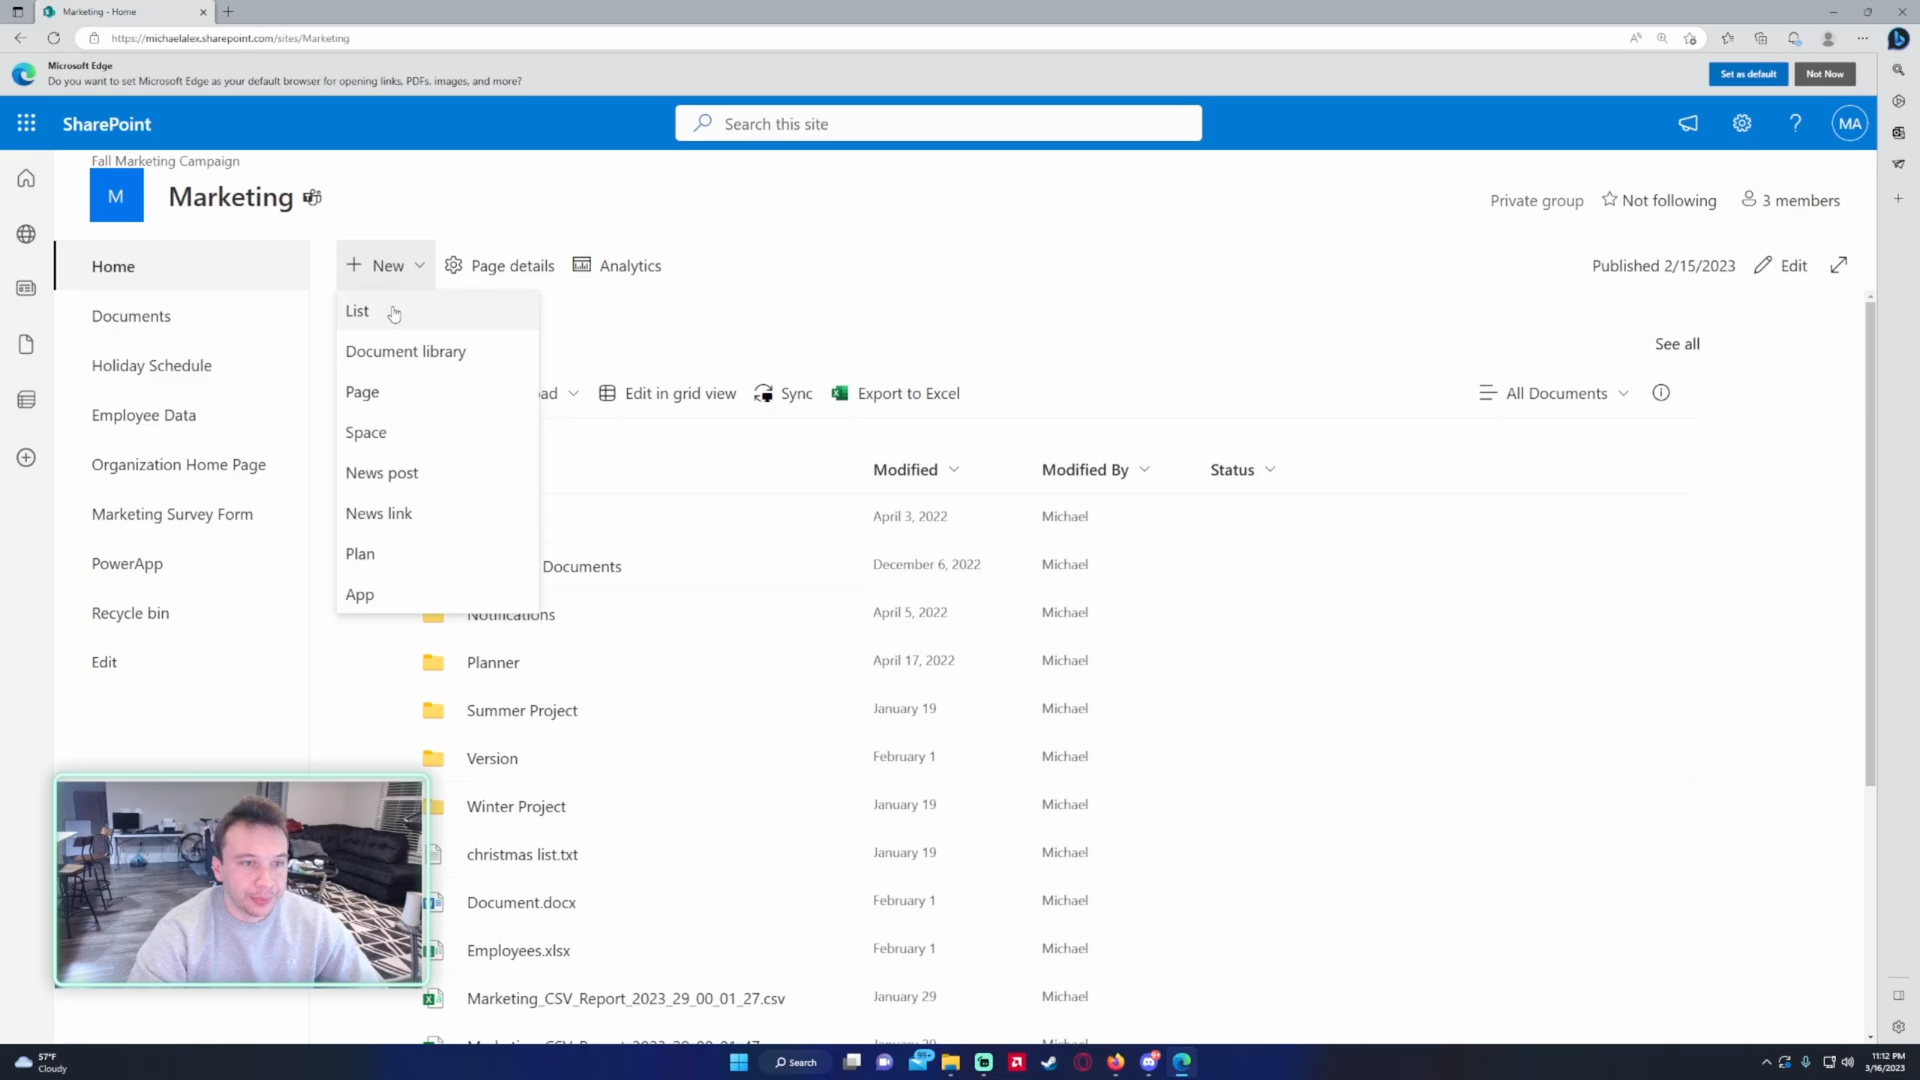 Marketing - Home
https://michaelalex.sharepoint.com/sites/Marketing
Microsoft Edge
Do you want to set Microsoft Edge as your default browser for opening links, PDFs, images, and more?
Set as default
Not Now
SharePoint
Search this site
MA
Fall Marketing Campaign
M
Marketing
Private group
Not following
3 members
Home
Documents
Holiday Schedule
Employee Data
Organization Home Page
Marketing Survey Form
PowerApp
Recycle bin
Edit
New
Page details
Analytics
Published 2/15/2023
Edit
List
Document library
Page
Space
News post
News link
Plan
App
See all
Edit in grid view
Sync
Export to Excel
All Documents
Modified
Modified By
Status
April 3, 2022
Michael
Documents
December 6, 2022
Michael
Notifications
April 5, 2022
Michael
Planner
April 17, 2022
Michael
Summer Project
January 19
Michael
Version
February 1
Michael
Winter Project
January 19
Michael
christmas list.txt
January 19
Michael
Document.docx
February 1
Michael
Employees.xlsx
February 1
Michael
Marketing_CSV_Report_2023_29_00_01_27.csv
January 29
Michael
57°F
Cloudy
Search
99+
11:12 PM
3/16/2023